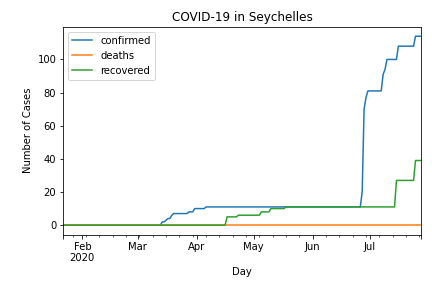 COVID-19 in Seychelles
confirmed
deaths
recovered
Number of Cases
100
80
60
40
20
0
Feb Mar Apr May Jun Jul
2020
Day